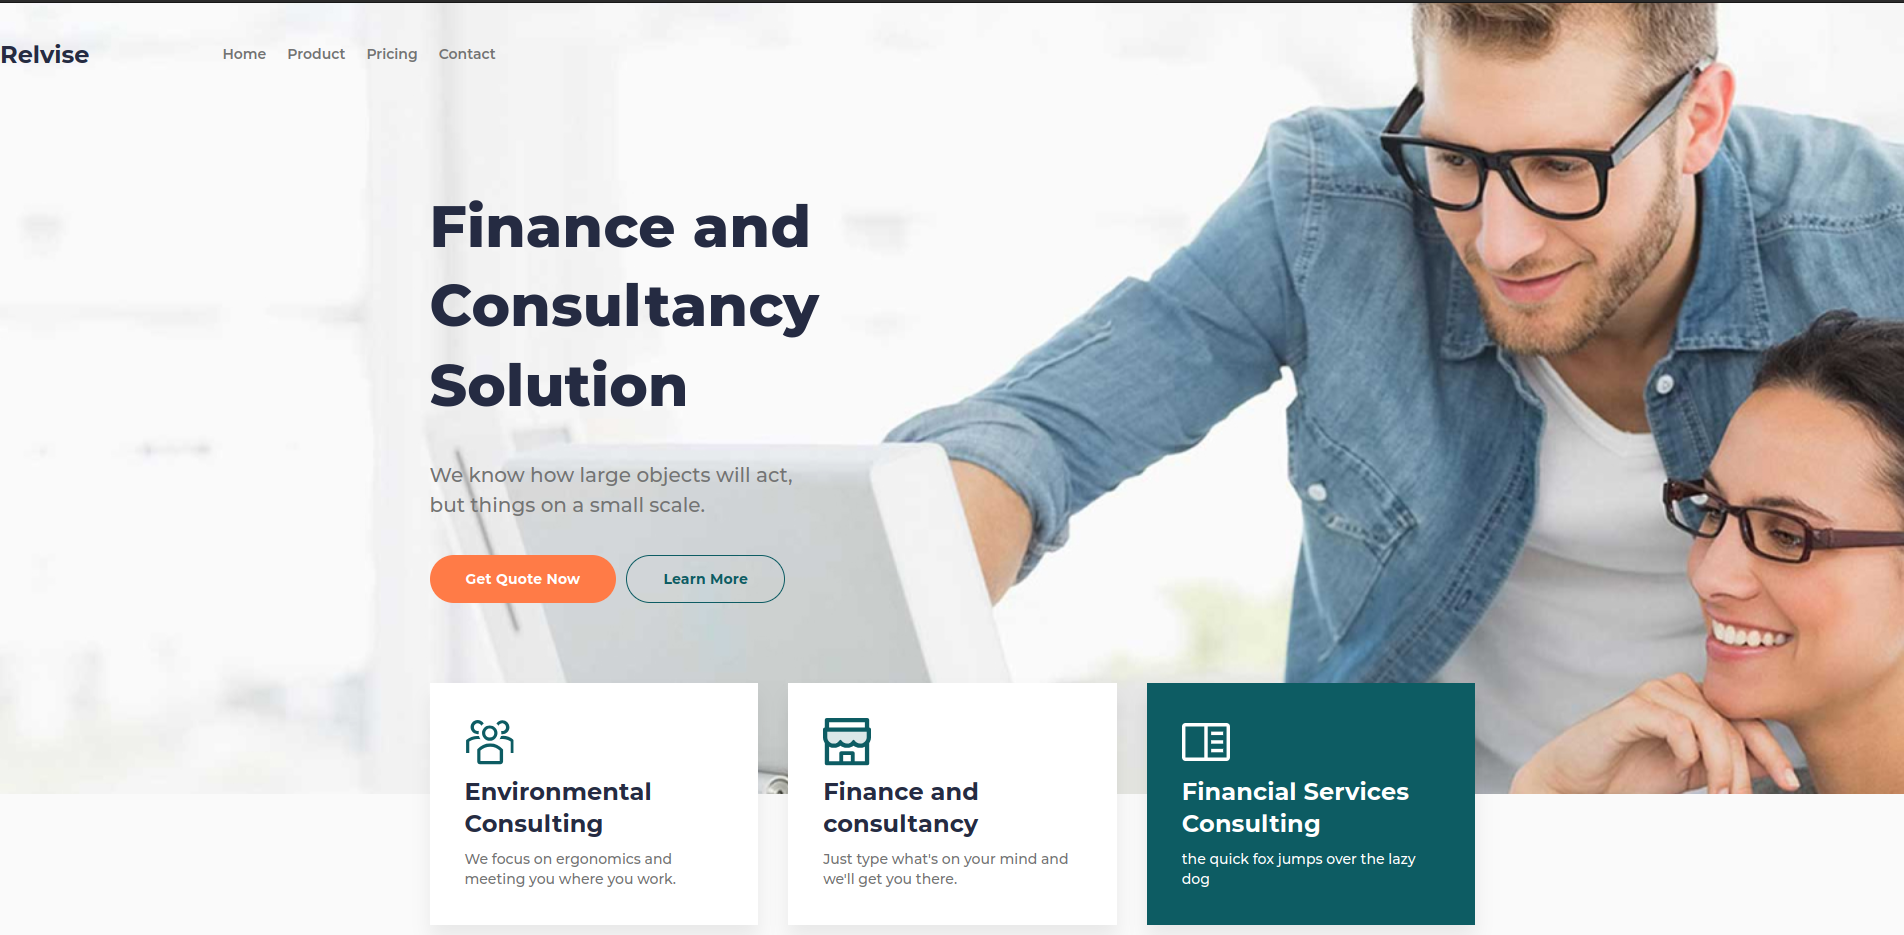 Relvise
Home Product Pricing Contact
Finance and
Consultancy
Solution
We know how large objects will act,
but things on a small scale.
Get Quote Now
Learn More
Environmental
Consulting
We focus on ergonomics and
meeting you where you work.
Finance and
consultancy
Just type what's on your mind and
we'll get you there.
Financial Services
Consulting
the quick fox jumps over the lazy
dog